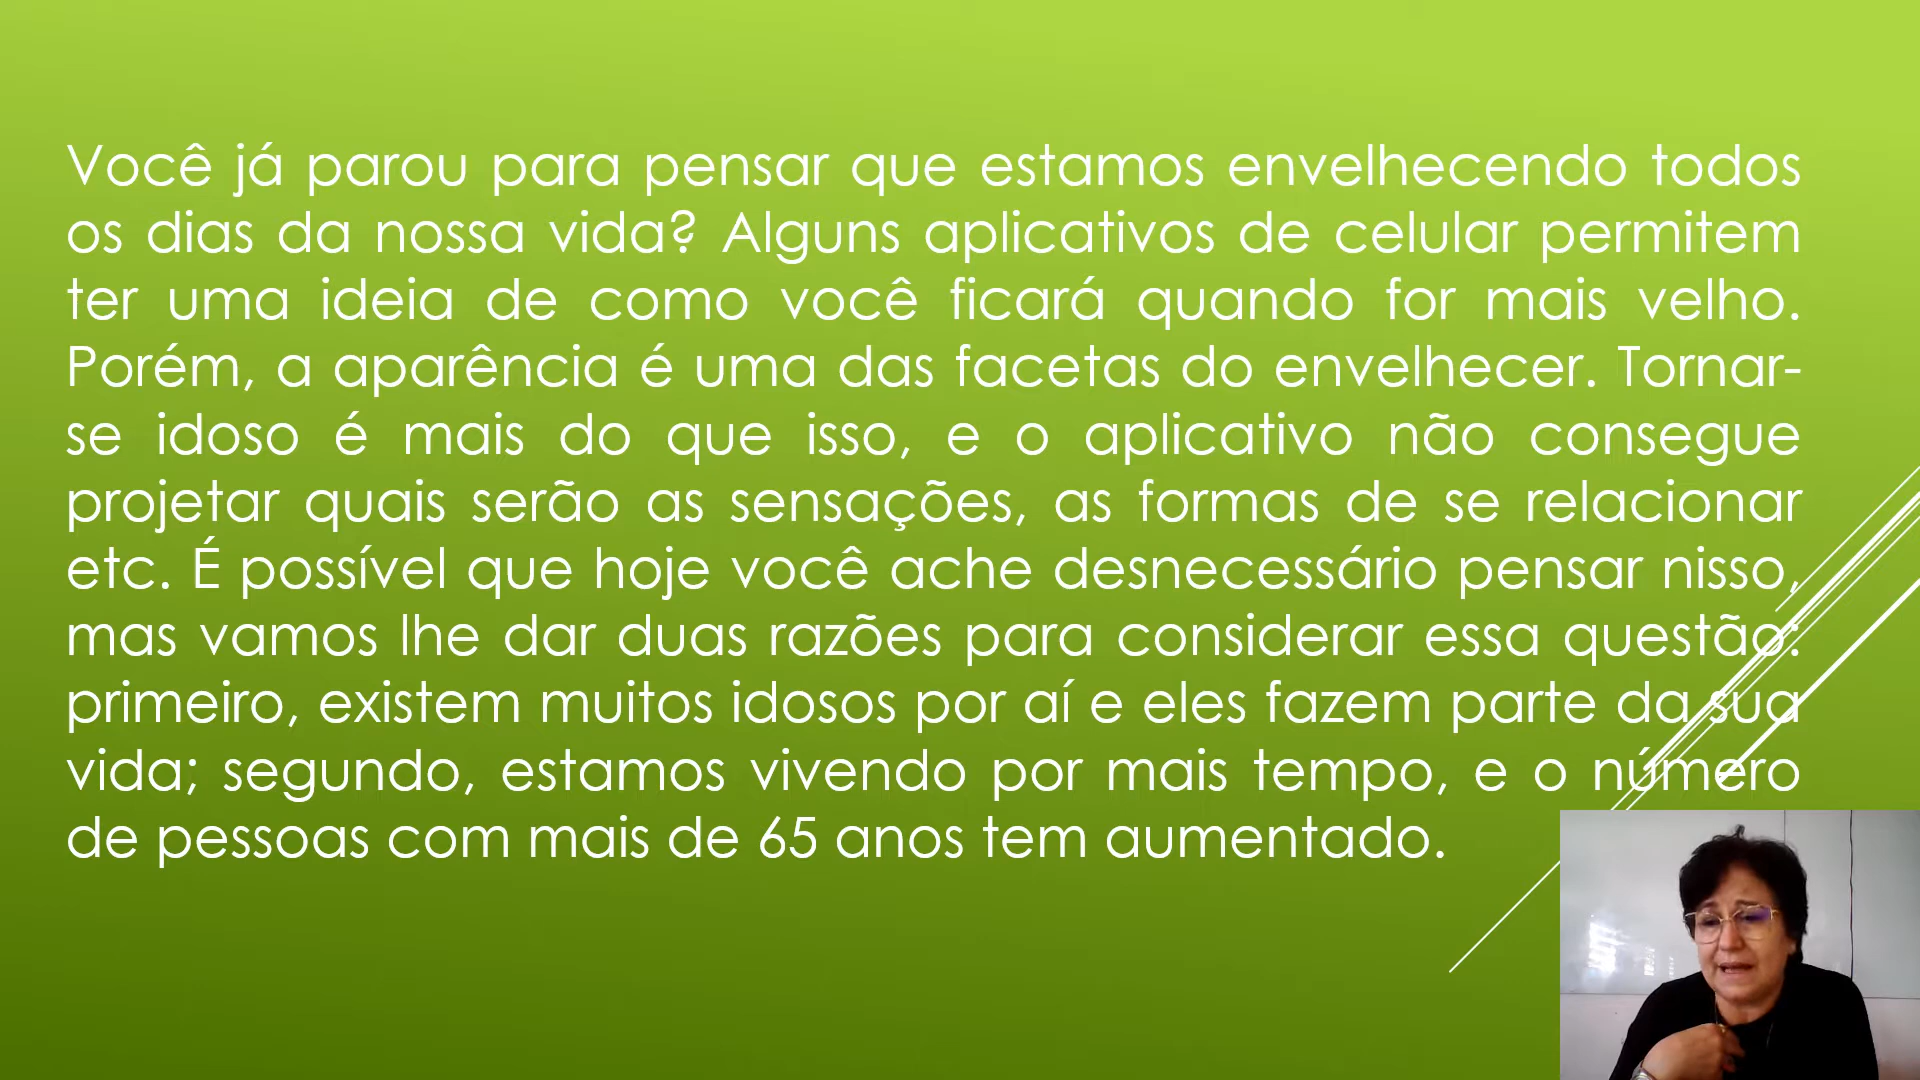 Você já parou para pensar que estamos envelhecendo todos
os dias da nossa vida? Alguns aplicativos de celular permitem
ter uma ideia de como você ficará quando for mais velho.
Porém, a aparência é uma das facetas do envelhecer. Tornar-
se idoso é mais do que isso, e o aplicativo não consegue
projetar quais serão as sensações, as formas de se relacionar
etc. É possível que hoje você ache desnecessário pensar nisso,
mas vamos lhe dar duas razões para considerar essa questão:
primeiro, existem muitos idosos por aí e eles fazem parte da sua
vida; segundo, estamos vivendo por mais tempo, e o número
de pessoas com mais de 65 anos tem aumentado.